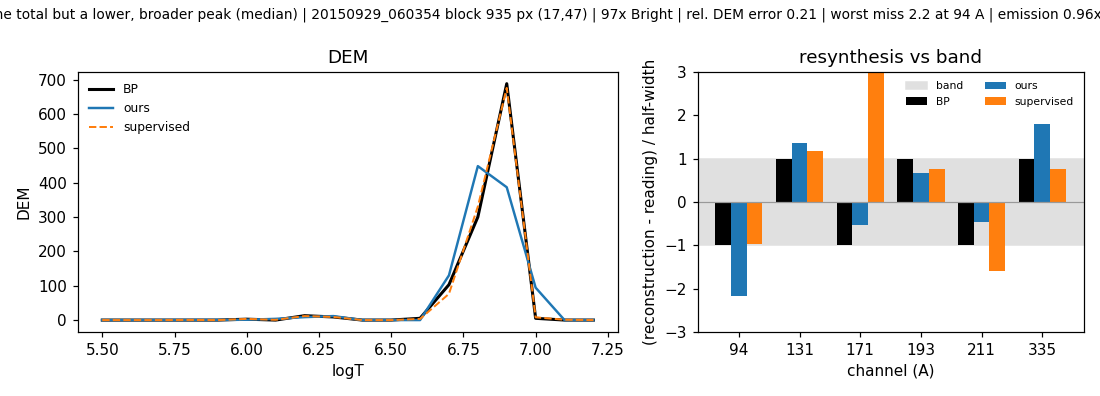 ne total but a lower, broader peak (median) | 20150929_060354 block 935 px (17,47) | 97x Bright | rel. DEM error 0.21 | worst miss 2.2 at 94 A | emission 0.96x
DEM
resynthesis vs band
BP
ours
supervised
band
BP
ours
supervised
DEM
700
600
500
400
300
200
100
0
5.50 5.75 6.00 6.25 6.50 6.75 7.00 7.25
logT
(reconstruction - reading) / half-width
3
2
1
0
−1
−2
−3
94 131 171 193 211 335
channel (A)